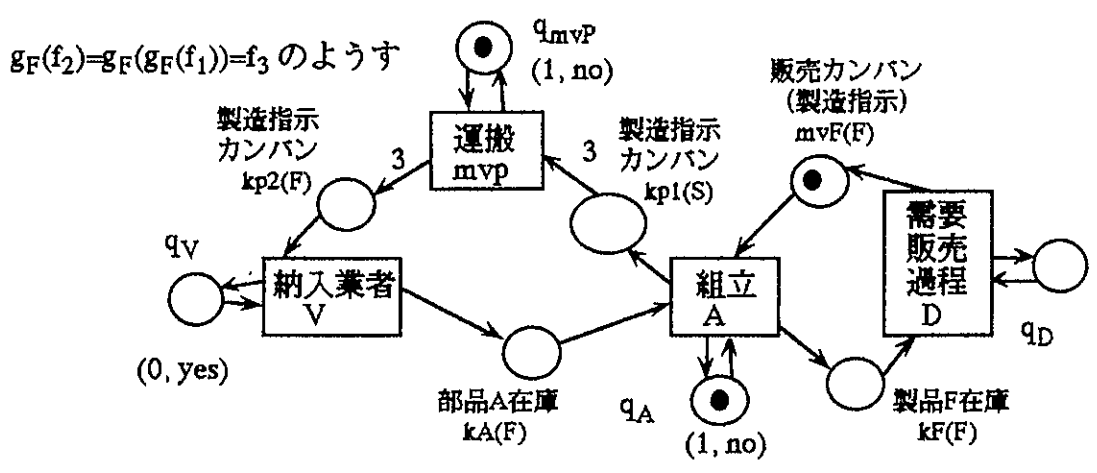 g_F(f_2)=g_F(g_F(f_1))=f_3 のようす
q_mvP
(1, no)
運搬
mvp
製造指示
カンバン
kp2(F)
3
3
製造指示
カンバン
kp1(S)
販売カンバン
(製造指示)
mvF(F)
q_V
(0, yes)
納入業者
V
部品A在庫
kA(F)
組立
A
q_A
(1, no)
需要
販売
過程
D
q_D
製品F在庫
kF(F)